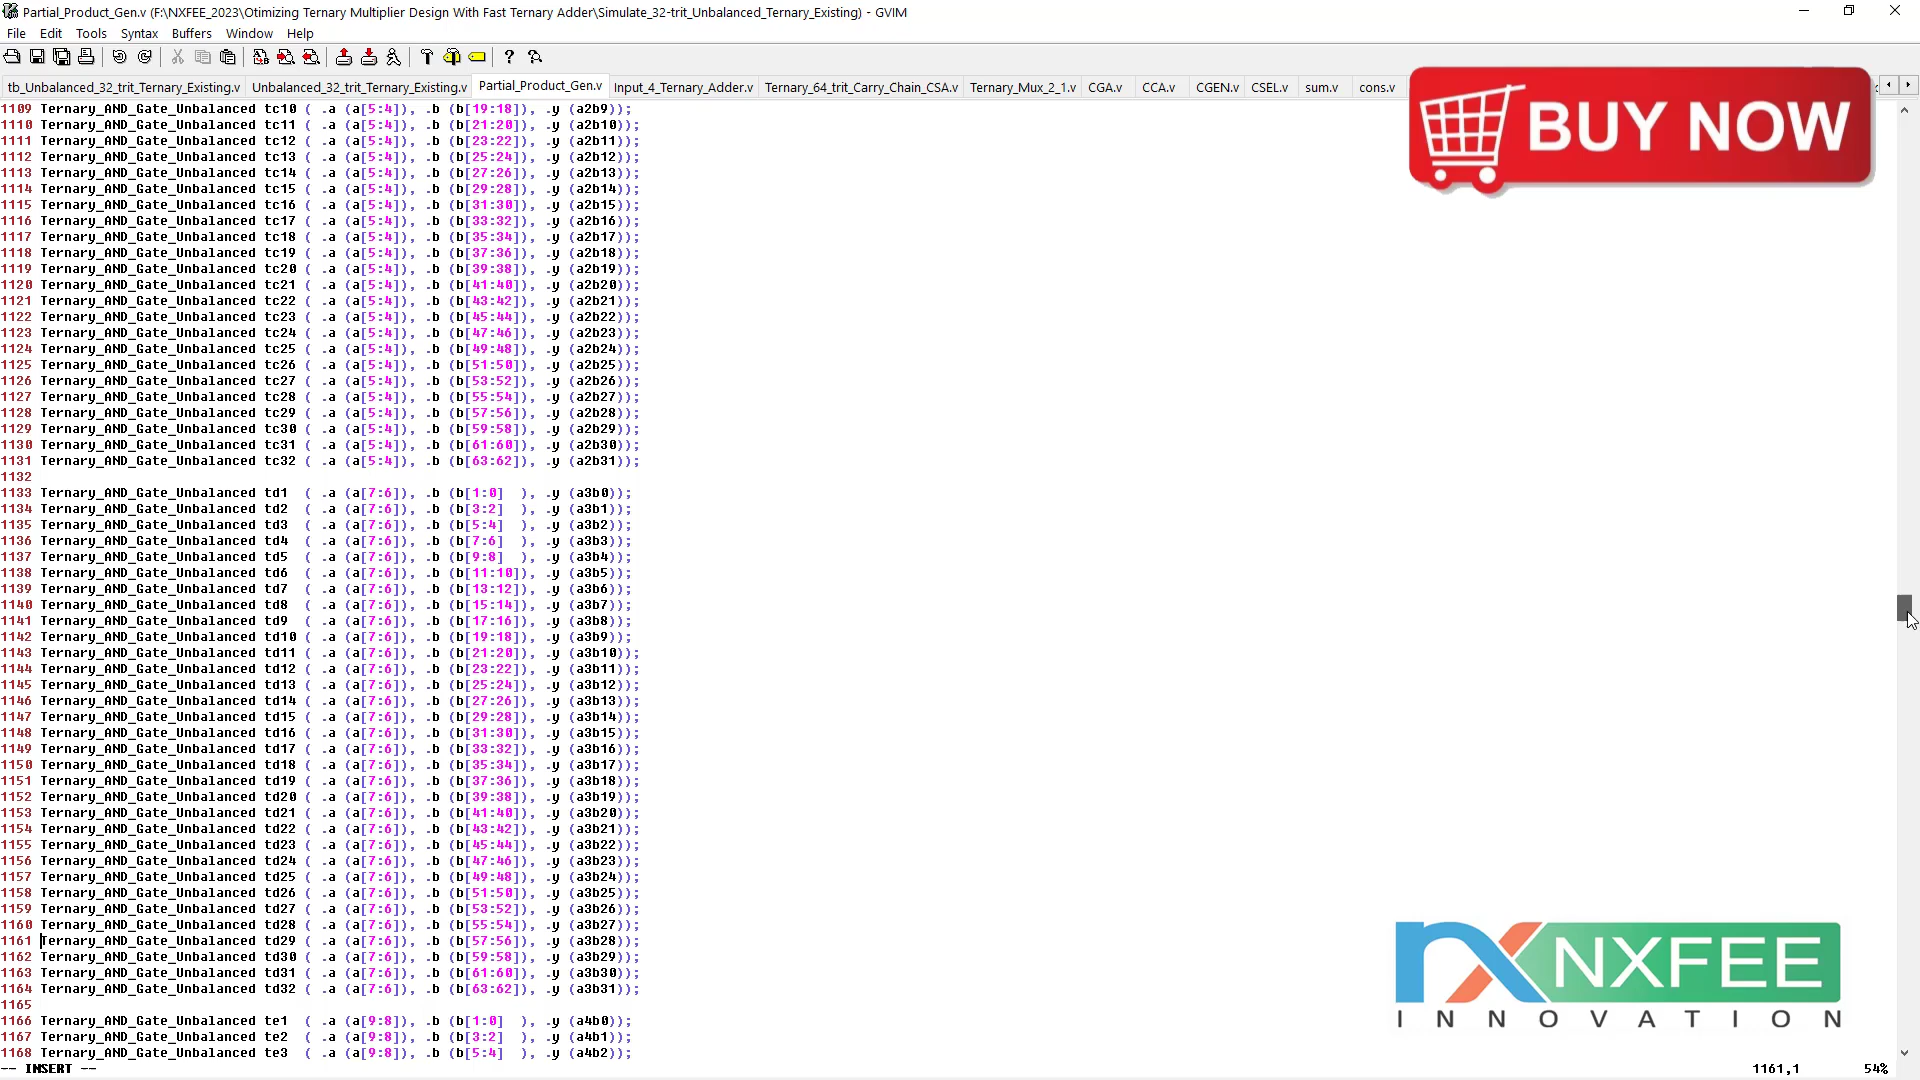 Partial_Product_Gen.v (F:\NXFEE_2023\Otimizing Ternary Multiplier Design With Fast Ternary Adder\Simulate_32-trit_Unbalanced_Ternary_Existing) - GVIM
File Edit Tools Syntax Buffers Window Help
tb_Unbalanced_32_trit_Ternary_Existing.v Unbalanced_32_trit_Ternary_Existing.v Partial_Product_Gen.v Input_4_Ternary_Adder.v Ternary_64_trit_Carry_Chain_CSA.v Ternary_Mux_2_1.v CGA.v CCA.v CGEN.v CSEL.v sum.v cons.v
BUY NOW
1109 Ternary_AND_Gate_Unbalanced tc10 ( .a (a[5:4]), .b (b[19:18]), .y (a2b9));
1110 Ternary_AND_Gate_Unbalanced tc11 ( .a (a[5:4]), .b (b[21:20]), .y (a2b10));
1111 Ternary_AND_Gate_Unbalanced tc12 ( .a (a[5:4]), .b (b[23:22]), .y (a2b11));
1112 Ternary_AND_Gate_Unbalanced tc13 ( .a (a[5:4]), .b (b[25:24]), .y (a2b12));
1113 Ternary_AND_Gate_Unbalanced tc14 ( .a (a[5:4]), .b (b[27:26]), .y (a2b13));
1114 Ternary_AND_Gate_Unbalanced tc15 ( .a (a[5:4]), .b (b[29:28]), .y (a2b14));
1115 Ternary_AND_Gate_Unbalanced tc16 ( .a (a[5:4]), .b (b[31:30]), .y (a2b15));
1116 Ternary_AND_Gate_Unbalanced tc17 ( .a (a[5:4]), .b (b[33:32]), .y (a2b16));
1117 Ternary_AND_Gate_Unbalanced tc18 ( .a (a[5:4]), .b (b[35:34]), .y (a2b17));
1118 Ternary_AND_Gate_Unbalanced tc19 ( .a (a[5:4]), .b (b[37:36]), .y (a2b18));
1119 Ternary_AND_Gate_Unbalanced tc20 ( .a (a[5:4]), .b (b[39:38]), .y (a2b19));
1120 Ternary_AND_Gate_Unbalanced tc21 ( .a (a[5:4]), .b (b[41:40]), .y (a2b20));
1121 Ternary_AND_Gate_Unbalanced tc22 ( .a (a[5:4]), .b (b[43:42]), .y (a2b21));
1122 Ternary_AND_Gate_Unbalanced tc23 ( .a (a[5:4]), .b (b[45:44]), .y (a2b22));
1123 Ternary_AND_Gate_Unbalanced tc24 ( .a (a[5:4]), .b (b[47:46]), .y (a2b23));
1124 Ternary_AND_Gate_Unbalanced tc25 ( .a (a[5:4]), .b (b[49:48]), .y (a2b24));
1125 Ternary_AND_Gate_Unbalanced tc26 ( .a (a[5:4]), .b (b[51:50]), .y (a2b25));
1126 Ternary_AND_Gate_Unbalanced tc27 ( .a (a[5:4]), .b (b[53:52]), .y (a2b26));
1127 Ternary_AND_Gate_Unbalanced tc28 ( .a (a[5:4]), .b (b[55:54]), .y (a2b27));
1128 Ternary_AND_Gate_Unbalanced tc29 ( .a (a[5:4]), .b (b[57:56]), .y (a2b28));
1129 Ternary_AND_Gate_Unbalanced tc30 ( .a (a[5:4]), .b (b[59:58]), .y (a2b29));
1130 Ternary_AND_Gate_Unbalanced tc31 ( .a (a[5:4]), .b (b[61:60]), .y (a2b30));
1131 Ternary_AND_Gate_Unbalanced tc32 ( .a (a[5:4]), .b (b[63:62]), .y (a2b31));
1132
1133 Ternary_AND_Gate_Unbalanced td1 ( .a (a[7:6]), .b (b[1:0] ), .y (a3b0));
1134 Ternary_AND_Gate_Unbalanced td2 ( .a (a[7:6]), .b (b[3:2] ), .y (a3b1));
1135 Ternary_AND_Gate_Unbalanced td3 ( .a (a[7:6]), .b (b[5:4] ), .y (a3b2));
1136 Ternary_AND_Gate_Unbalanced td4 ( .a (a[7:6]), .b (b[7:6] ), .y (a3b3));
1137 Ternary_AND_Gate_Unbalanced td5 ( .a (a[7:6]), .b (b[9:8] ), .y (a3b4));
1138 Ternary_AND_Gate_Unbalanced td6 ( .a (a[7:6]), .b (b[11:10]), .y (a3b5));
1139 Ternary_AND_Gate_Unbalanced td7 ( .a (a[7:6]), .b (b[13:12]), .y (a3b6));
1140 Ternary_AND_Gate_Unbalanced td8 ( .a (a[7:6]), .b (b[15:14]), .y (a3b7));
1141 Ternary_AND_Gate_Unbalanced td9 ( .a (a[7:6]), .b (b[17:16]), .y (a3b8));
1142 Ternary_AND_Gate_Unbalanced td10 ( .a (a[7:6]), .b (b[19:18]), .y (a3b9));
1143 Ternary_AND_Gate_Unbalanced td11 ( .a (a[7:6]), .b (b[21:20]), .y (a3b10));
1144 Ternary_AND_Gate_Unbalanced td12 ( .a (a[7:6]), .b (b[23:22]), .y (a3b11));
1145 Ternary_AND_Gate_Unbalanced td13 ( .a (a[7:6]), .b (b[25:24]), .y (a3b12));
1146 Ternary_AND_Gate_Unbalanced td14 ( .a (a[7:6]), .b (b[27:26]), .y (a3b13));
1147 Ternary_AND_Gate_Unbalanced td15 ( .a (a[7:6]), .b (b[29:28]), .y (a3b14));
1148 Ternary_AND_Gate_Unbalanced td16 ( .a (a[7:6]), .b (b[31:30]), .y (a3b15));
1149 Ternary_AND_Gate_Unbalanced td17 ( .a (a[7:6]), .b (b[33:32]), .y (a3b16));
1150 Ternary_AND_Gate_Unbalanced td18 ( .a (a[7:6]), .b (b[35:34]), .y (a3b17));
1151 Ternary_AND_Gate_Unbalanced td19 ( .a (a[7:6]), .b (b[37:36]), .y (a3b18));
1152 Ternary_AND_Gate_Unbalanced td20 ( .a (a[7:6]), .b (b[39:38]), .y (a3b19));
1153 Ternary_AND_Gate_Unbalanced td21 ( .a (a[7:6]), .b (b[41:40]), .y (a3b20));
1154 Ternary_AND_Gate_Unbalanced td22 ( .a (a[7:6]), .b (b[43:42]), .y (a3b21));
1155 Ternary_AND_Gate_Unbalanced td23 ( .a (a[7:6]), .b (b[45:44]), .y (a3b22));
1156 Ternary_AND_Gate_Unbalanced td24 ( .a (a[7:6]), .b (b[47:46]), .y (a3b23));
1157 Ternary_AND_Gate_Unbalanced td25 ( .a (a[7:6]), .b (b[49:48]), .y (a3b24));
1158 Ternary_AND_Gate_Unbalanced td26 ( .a (a[7:6]), .b (b[51:50]), .y (a3b25));
1159 Ternary_AND_Gate_Unbalanced td27 ( .a (a[7:6]), .b (b[53:52]), .y (a3b26));
1160 Ternary_AND_Gate_Unbalanced td28 ( .a (a[7:6]), .b (b[55:54]), .y (a3b27));
1161 Ternary_AND_Gate_Unbalanced td29 ( .a (a[7:6]), .b (b[57:56]), .y (a3b28));
1162 Ternary_AND_Gate_Unbalanced td30 ( .a (a[7:6]), .b (b[59:58]), .y (a3b29));
1163 Ternary_AND_Gate_Unbalanced td31 ( .a (a[7:6]), .b (b[61:60]), .y (a3b30));
1164 Ternary_AND_Gate_Unbalanced td32 ( .a (a[7:6]), .b (b[63:62]), .y (a3b31));
1165
1166 Ternary_AND_Gate_Unbalanced te1 ( .a (a[9:8]), .b (b[1:0] ), .y (a4b0));
1167 Ternary_AND_Gate_Unbalanced te2 ( .a (a[9:8]), .b (b[3:2] ), .y (a4b1));
1168 Ternary_AND_Gate_Unbalanced te3 ( .a (a[9:8]), .b (b[5:4] ), .y (a4b2));
NXFEE
INNOVATION
-- INSERT -- 1161,1 54%